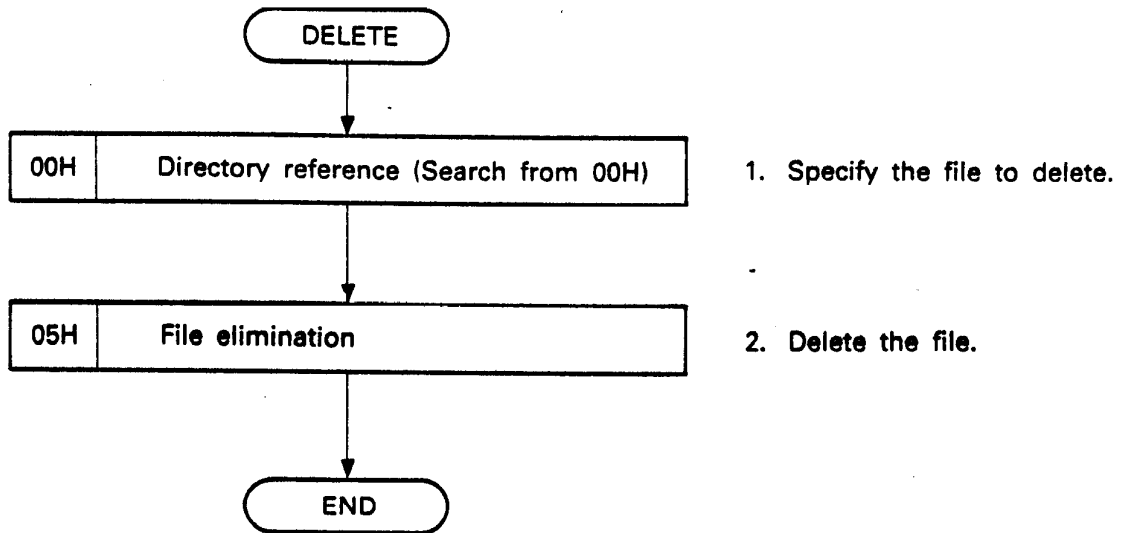 DELETE
00H Directory reference (Search from 00H) 1. Specify the file to delete.
05H File elimination 2. Delete the file.
END